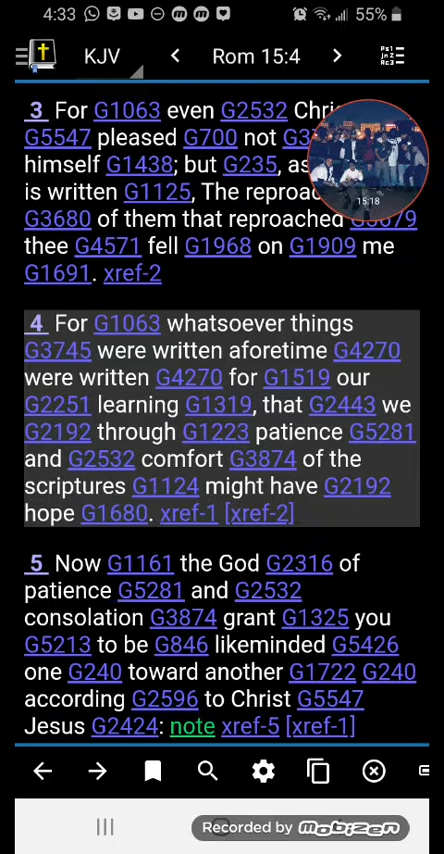 4:33 55%
KJV Rom 15:4
3 For G1063 even G2532
G5547 pleased G700 not
himself G1438; but G235,
is written G1125, The
G3680 of them that reproached G3679
thee G4571 fell G1968 on G1909 me
G1691. xref-2
15:18
4 For G1063 whatsoever things
G3745 were written aforetime G4270
were written G4270 for G1519 our
G2251 learning G1319, that G2443 we
G2192 through G1223 patience G5281
and G2532 comfort G3874 of the
scriptures G1124 might have G2192
hope G1680. xref-1 [xref-2]
5 Now G1161 the God G2316 of
patience G5281 and G2532
consolation G3874 grant G1325 you
G5213 to be G846 likeminded G5426
one G240 toward another G1722 G240
according G2596 to Christ G5547
Jesus G2424: note xref-5 [xref-1]
Recorded by Mobizen